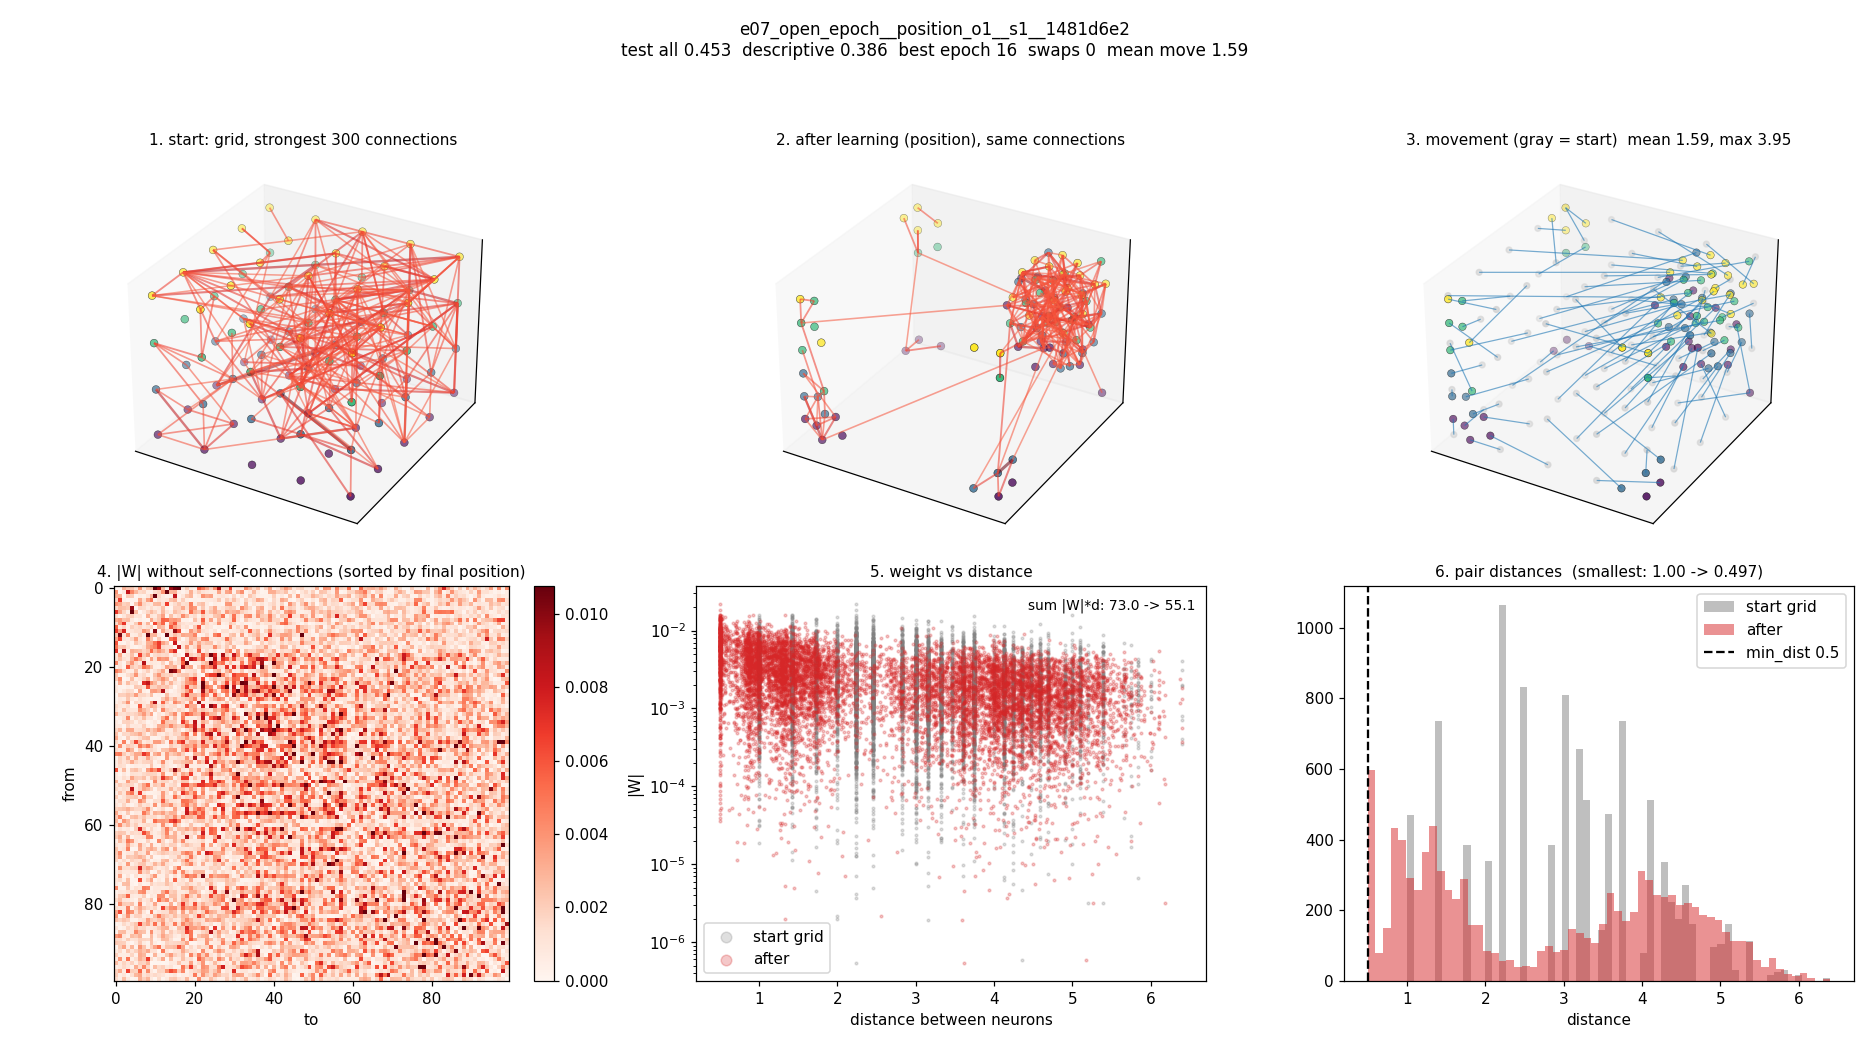 e07_open_epoch__position_o1__s1__1481d6e2
test all 0.453  descriptive 0.386  best epoch 16  swaps 0  mean move 1.59
1. start: grid, strongest 300 connections
2. after learning (position), same connections
3. movement (gray = start)  mean 1.59, max 3.95
4. |W| without self-connections (sorted by final position)
0
20
40
60
80
from
0
20
40
60
80
to
0.010
0.008
0.006
0.004
0.002
0.000
5. weight vs distance
sum |W|*d: 73.0 -> 55.1
10⁻²
10⁻³
10⁻⁴
10⁻⁵
10⁻⁶
|W|
start grid
after
1
2
3
4
5
6
distance between neurons
6. pair distances  (smallest: 1.00 -> 0.497)
start grid
after
min_dist 0.5
1000
800
600
400
200
0
1
2
3
4
5
6
distance